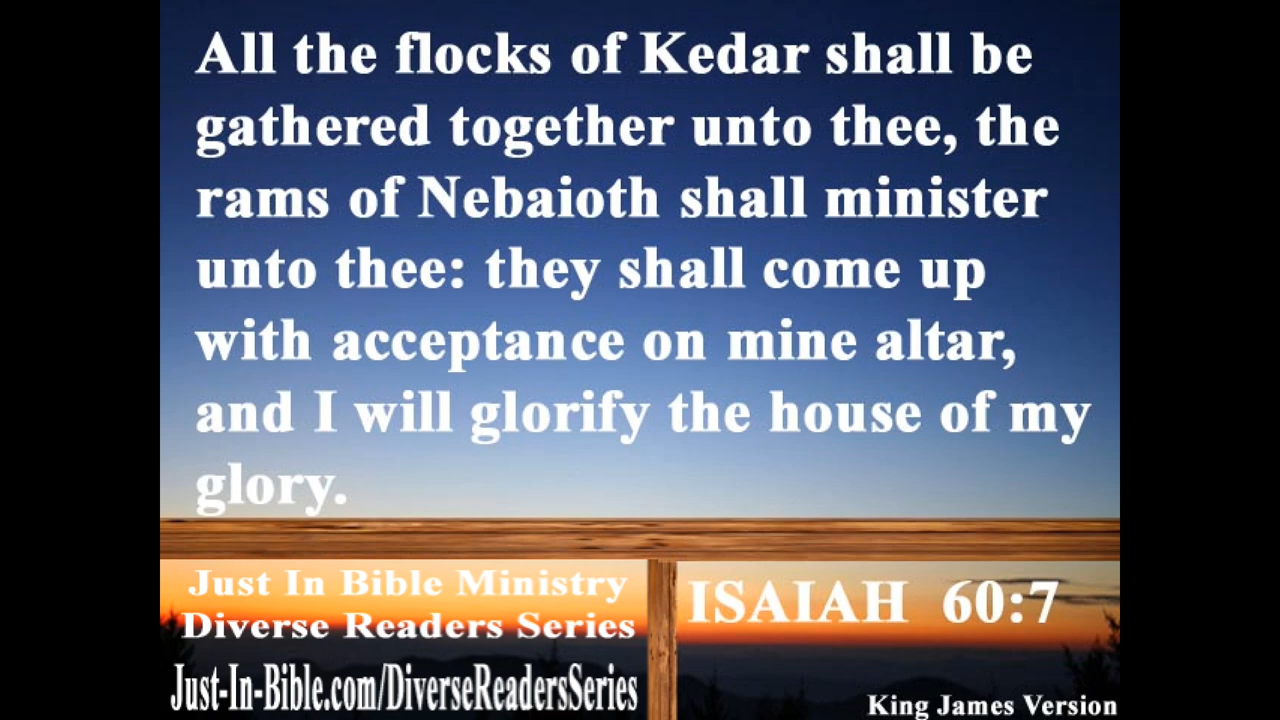 All the flocks of Kedar shall be
gathered together unto thee, the
rams of Nebaioth shall minister
unto thee: they shall come up
with acceptance on mine altar,
and I will glorify the house of my
glory.
Just In Bible Ministry
Diverse Readers Series
Just-In-Bible.com/DiverseReadersSeries
ISAIAH 60:7
King James Version